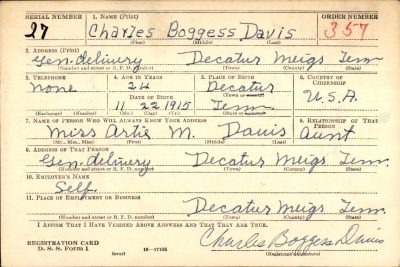 SERIAL NUMBER 1. NAME (Print) ORDER NUMBER
27 Charles Boggess Davis 357
(First) (Middle) (Last)
2. ADDRESS (Print)
Gen. delivery Decatur Meigs Tenn
(Number and street or R. F. D. number) (Town) (County) (State)
3. TELEPHONE 4. AGE IN YEARS 5. PLACE OF BIRTH 6. COUNTRY OF CITIZENSHIP
none 24 Decatur U.S.A.
DATE OF BIRTH (Town or county)
11 22 1915 Tenn
(Exchange) (Number) (Mo.) (Day) (Yr.) (State or country)
7. NAME OF PERSON WHO WILL ALWAYS KNOW YOUR ADDRESS 8. RELATIONSHIP OF THAT PERSON
Miss Artie M. Davis Aunt
(Mr., Mrs., Miss) (First) (Middle) (Last)
9. ADDRESS OF THAT PERSON
Gen. delivery Decatur Meigs Tenn.
(Number and street or R. F. D. number) (Town) (County) (State)
10. EMPLOYER'S NAME
Self.
11. PLACE OF EMPLOYMENT OR BUSINESS
Decatur Meigs Tenn.
(Number and street or R. F. D. number) (Town) (County) (State)
I AFFIRM THAT I HAVE VERIFIED ABOVE ANSWERS AND THAT THEY ARE TRUE.
REGISTRATION CARD Charles Boggess Davis
D. S. S. Form 1 (over) 16—17105 (Registrant's signature)